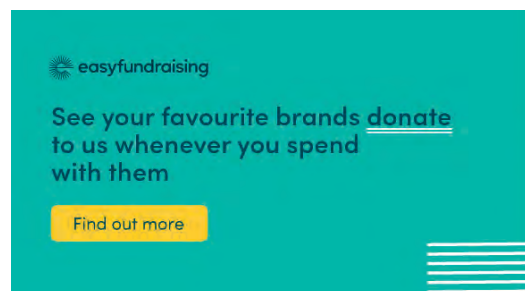 easyfundraising
See your favourite brands donate
to us whenever you spend
with them
Find out more